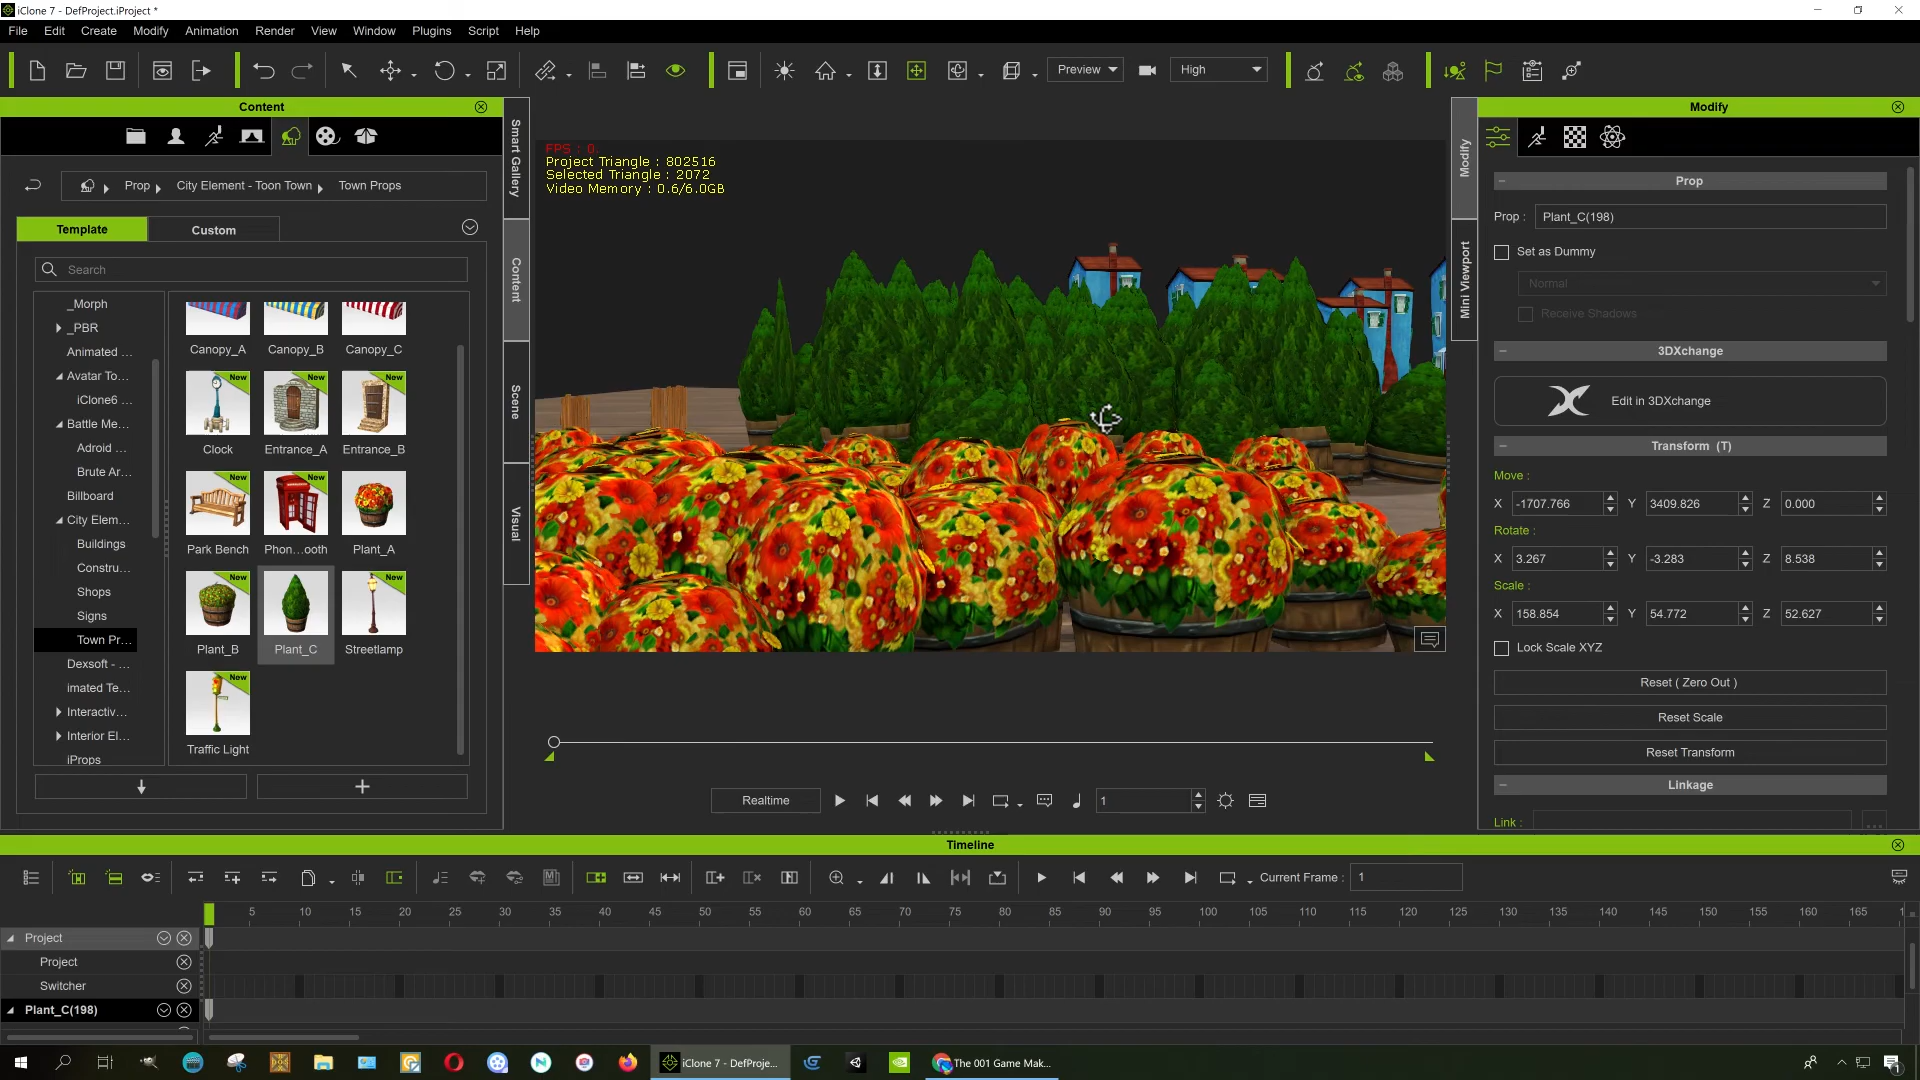 iClone 7 - DefProject.iProject *
File Edit Create Modify Animation Render View Window Plugins Script Help
Preview
High
Content
Modify
Smart Gallery
Content
Scene
Visual
Modify
Mini Viewport
Prop City Element - Toon Town Town Props
Template Custom
Search
_Morph
_PBR
Animated ...
Avatar To...
iClone6 ...
Battle Me...
Adroid ...
Brute Ar...
Billboard
City Elem...
Buildings
Constru...
Shops
Signs
Town Pr...
Dexsoft - ...
imated Te...
Interactiv...
Interior El...
iProps
Canopy_A Canopy_B Canopy_C
New New New
Clock Entrance_A Entrance_B
New New
Park Bench Phon...ooth Plant_A
New New
Plant_B Plant_C Streetlamp
New
Traffic Light
FPS : 0.
Project Triangle : 802516
Selected Triangle : 2072
Video Memory : 0.6/6.0GB
Realtime
1
Prop
Prop : Plant_C(198)
Set as Dummy
Normal
Receive Shadows
3DXchange
Edit in 3DXchange
Transform (T)
Move :
X -1707.766 Y 3409.826 Z 0.000
Rotate :
X 3.267 Y -3.283 Z 8.538
Scale :
X 158.854 Y 54.772 Z 52.627
Lock Scale XYZ
Reset ( Zero Out )
Reset Scale
Reset Transform
Linkage
Link :
Timeline
Current Frame : 1
5 10 15 20 25 30 35 40 45 50 55 60 65 70 75 80 85 90 95 100 105 110 115 120 125 130 135 140 145 150 155 160 165
Project
Project
Switcher
Plant_C(198)
iClone 7 - DefProje...
The 001 Game Mak...